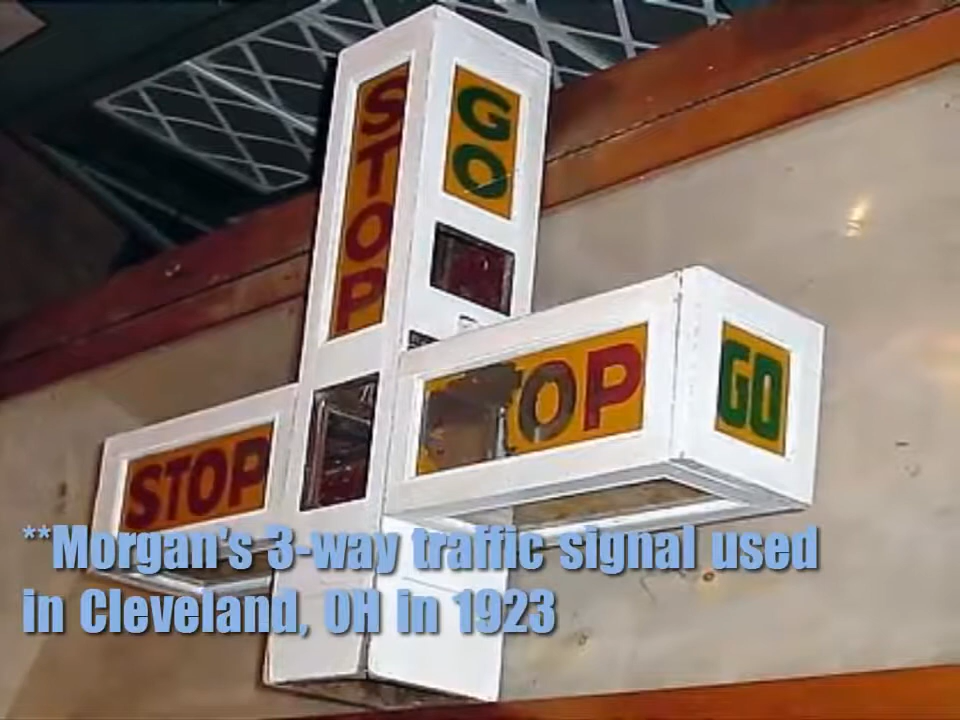 STOP
GO
OP
GO
STOP
**Morgan's 3-way traffic signal used
in Cleveland, OH in 1923